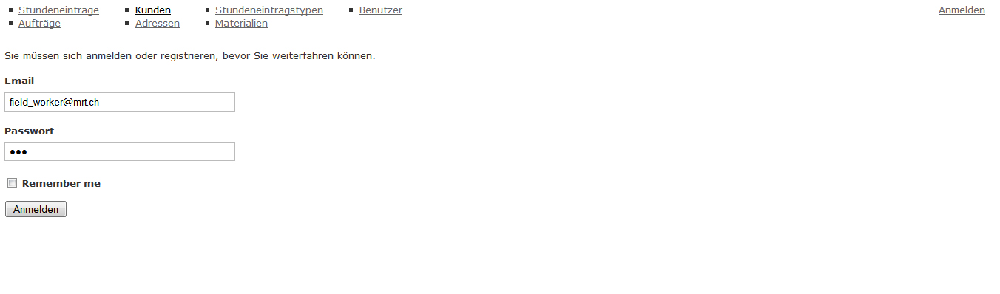 Stundeneinträge Kunden Stundeneintragstypen Benutzer Anmelden
Aufträge Adressen Materialien
Sie müssen sich anmelden oder registrieren, bevor Sie weiterfahren können.
Email
field_worker@mrt.ch
Passwort
•••
Remember me
Anmelden